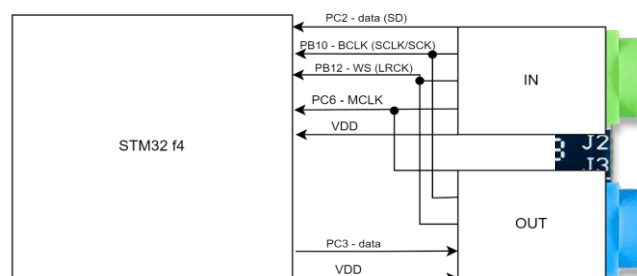 PC2 - data (SD)
PB10 - BCLK (SCLK/SCK)
PB12 - WS (LRCK)
IN
PC6 - MCLK
VDD
STM32 f4
J2
J3
OUT
PC3 - data
VDD